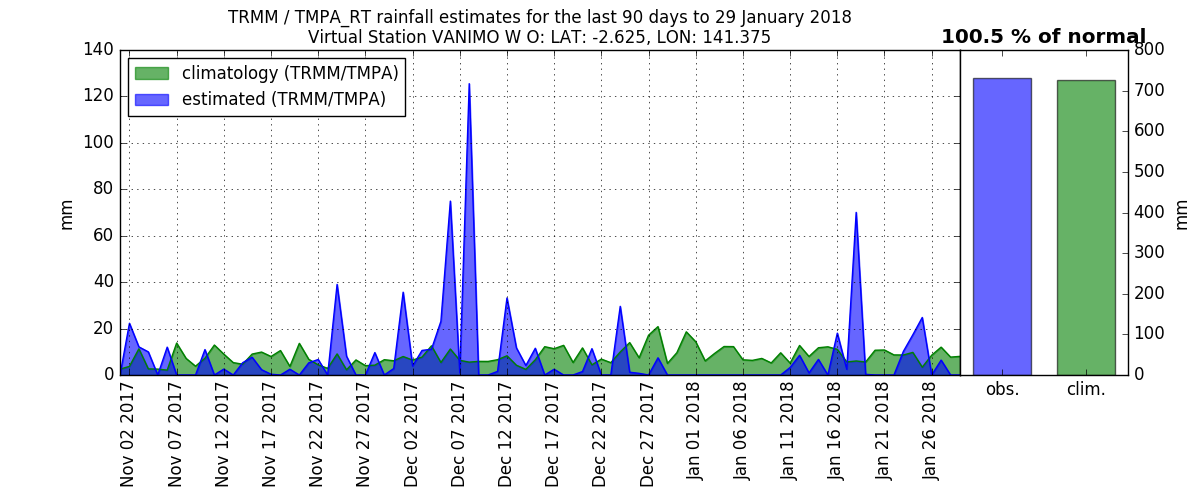 TRMM / TMPA_RT rainfall estimates for the last 90 days to 29 January 2018
Virtual Station VANIMO W O: LAT: -2.625, LON: 141.375
100.5 % of normal
climatology (TRMM/TMPA)
estimated (TRMM/TMPA)
140
120
100
80
60
40
20
0
mm
Nov 02 2017
Nov 07 2017
Nov 12 2017
Nov 17 2017
Nov 22 2017
Nov 27 2017
Dec 02 2017
Dec 07 2017
Dec 12 2017
Dec 17 2017
Dec 22 2017
Dec 27 2017
Jan 01 2018
Jan 06 2018
Jan 11 2018
Jan 16 2018
Jan 21 2018
Jan 26 2018
800
700
600
500
400
300
200
100
0
mm
obs.
clim.